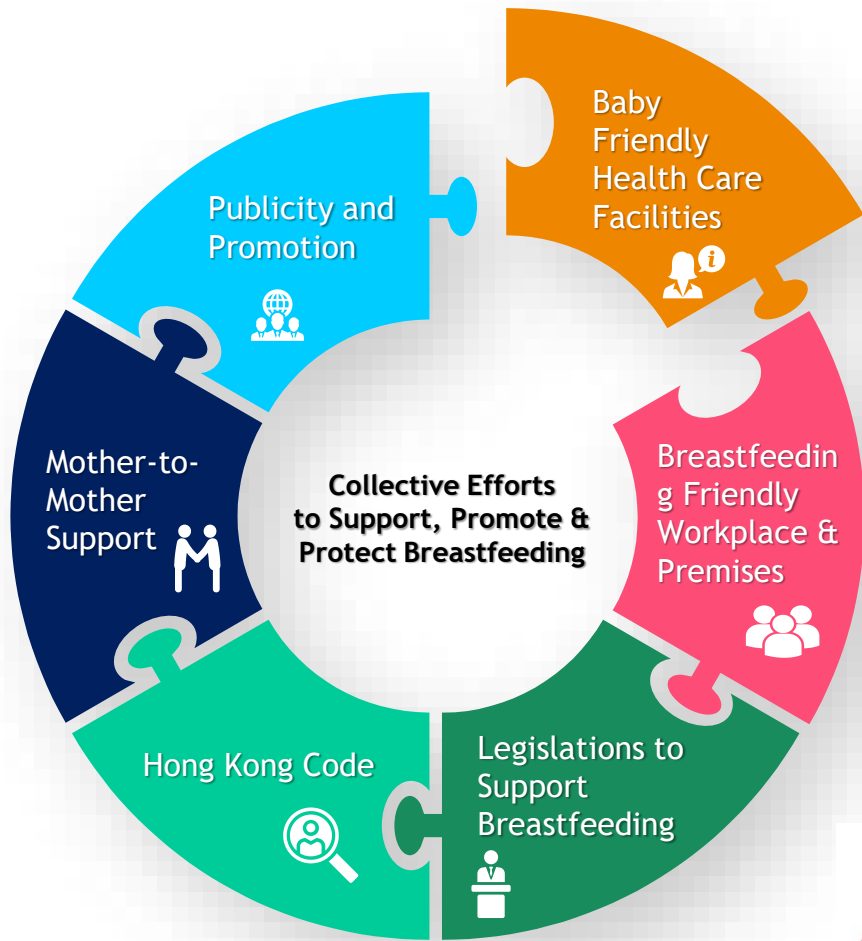 Baby
Friendly
Health Care
Facilities
i
Publicity and
Promotion
Mother-to-
Mother
Support
Collective Efforts
to Support, Promote &
Protect Breastfeeding
Breastfeedin
g Friendly
Workplace &
Premises
Hong Kong Code
Legislations to
Support
Breastfeeding